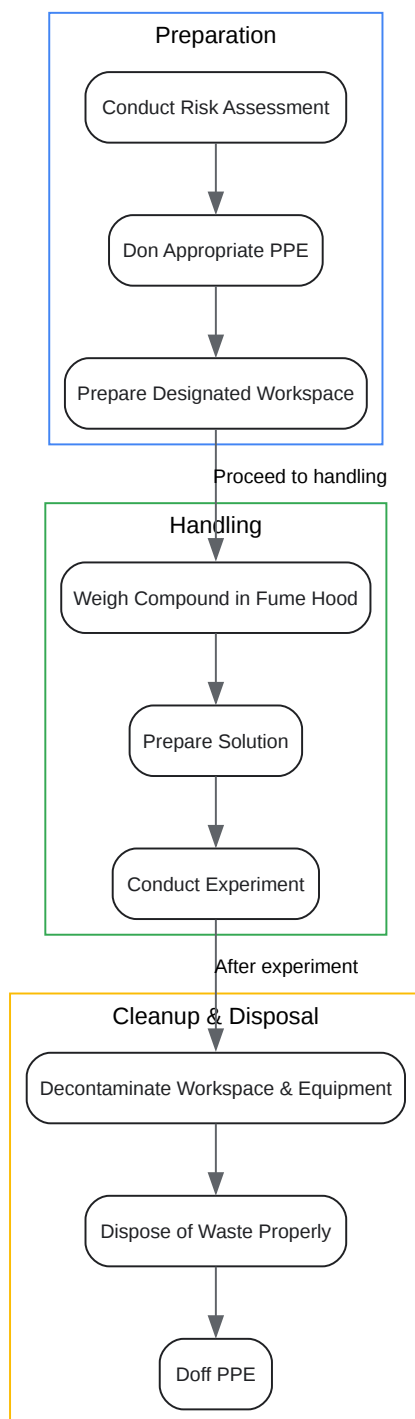 Preparation
Conduct Risk Assessment
Don Appropriate PPE
Prepare Designated Workspace
Proceed to handling
Handling
Weigh Compound in Fume Hood
Prepare Solution
Conduct Experiment
After experiment
Cleanup & Disposal
Decontaminate Workspace & Equipment
Dispose of Waste Properly
Doff PPE